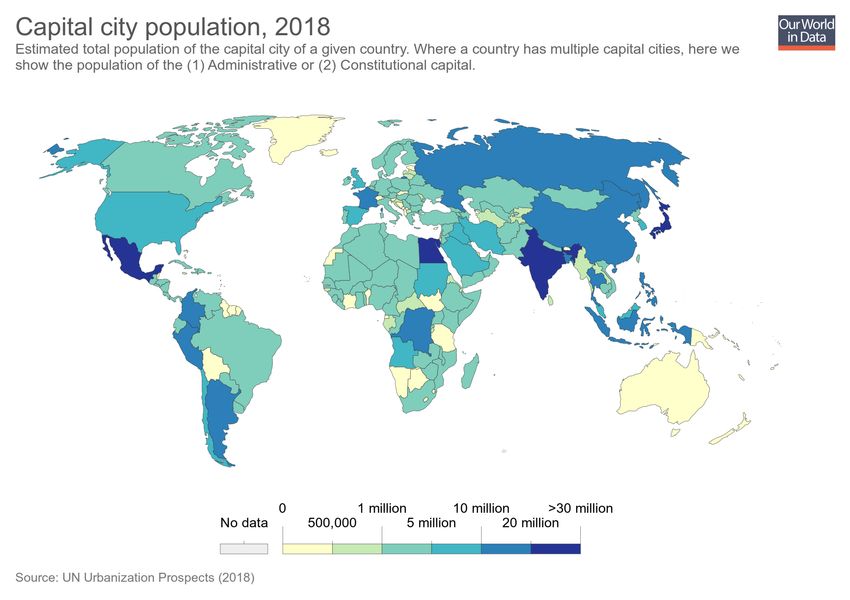 Capital city population, 2018
Estimated total population of the capital city of a given country. Where a country has multiple capital cities, here we
show the population of the (1) Administrative or (2) Constitutional capital.
Our World
in Data
0 1 million 10 million >30 million
No data 500,000 5 million 20 million
Source: UN Urbanization Prospects (2018)